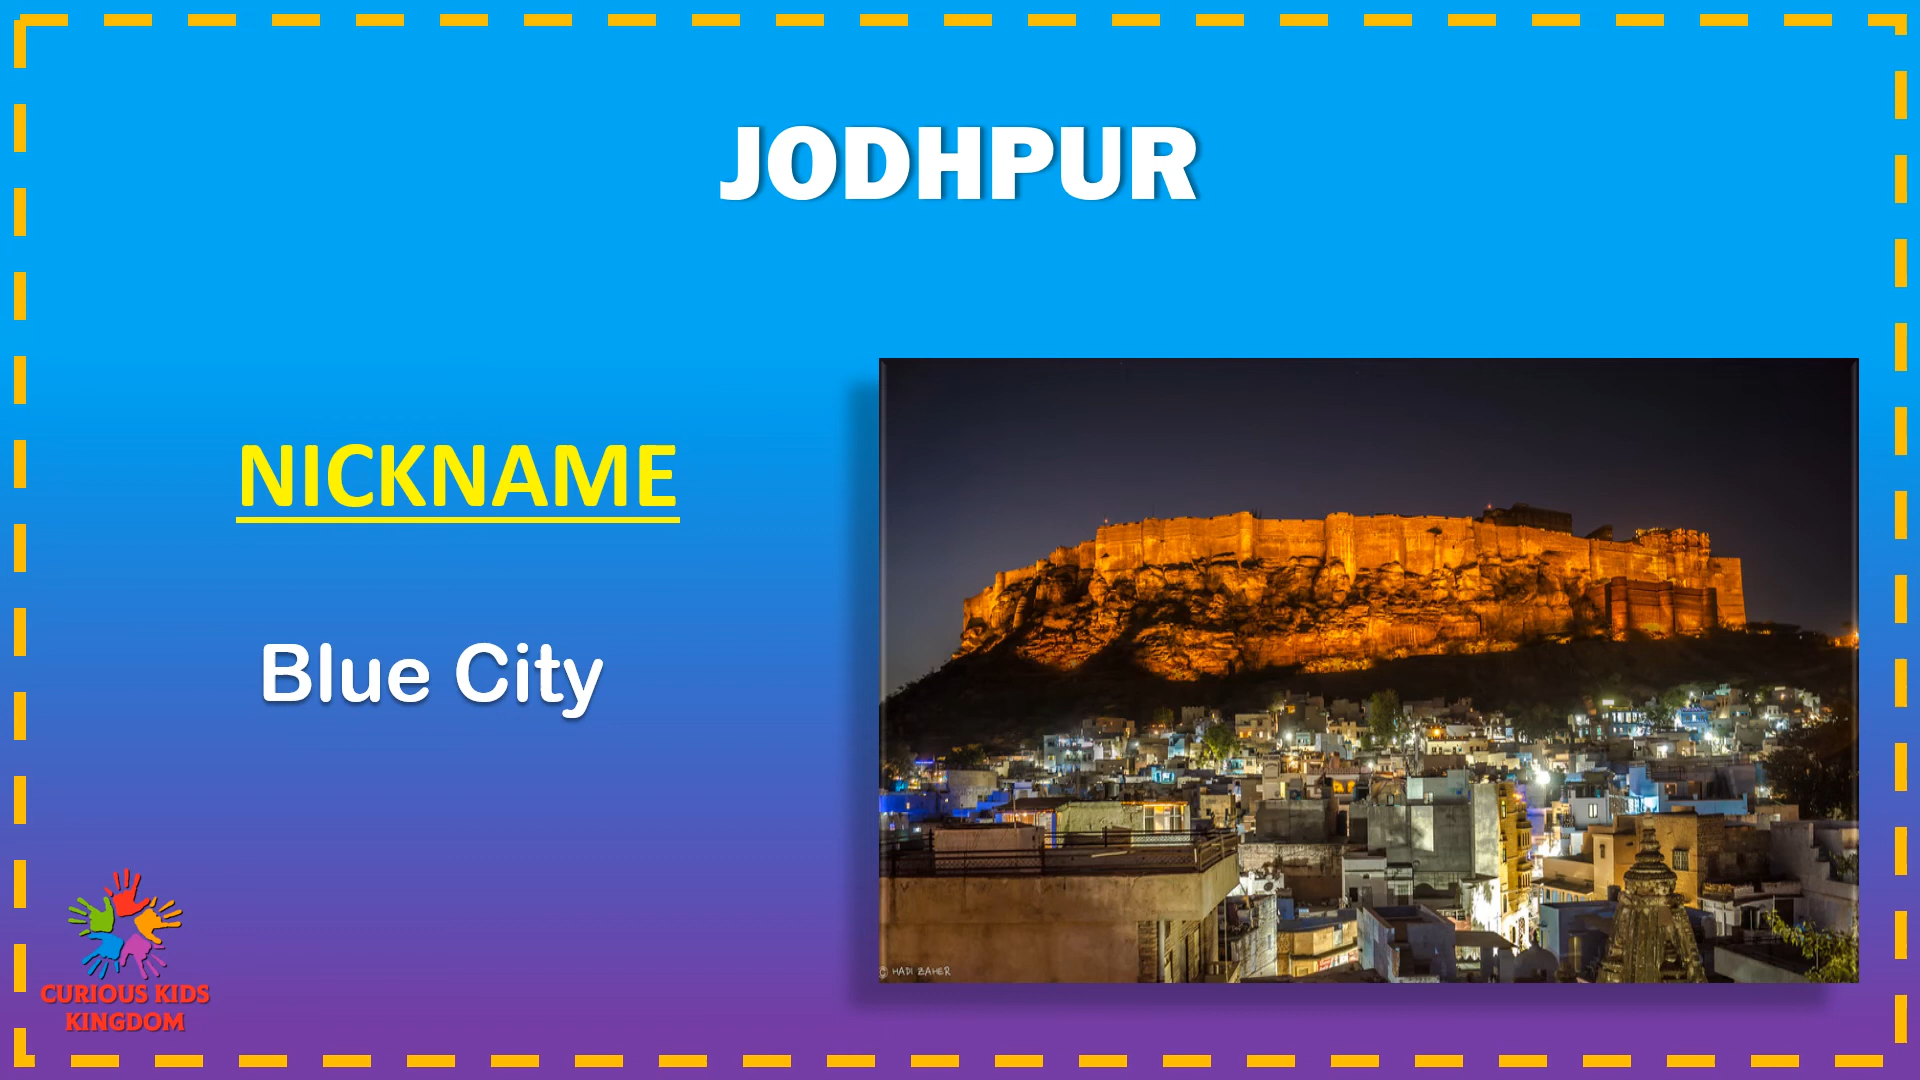 JODHPUR
NICKNAME
Blue City
© HADI ZAHER
CURIOUS KIDS
KINGDOM